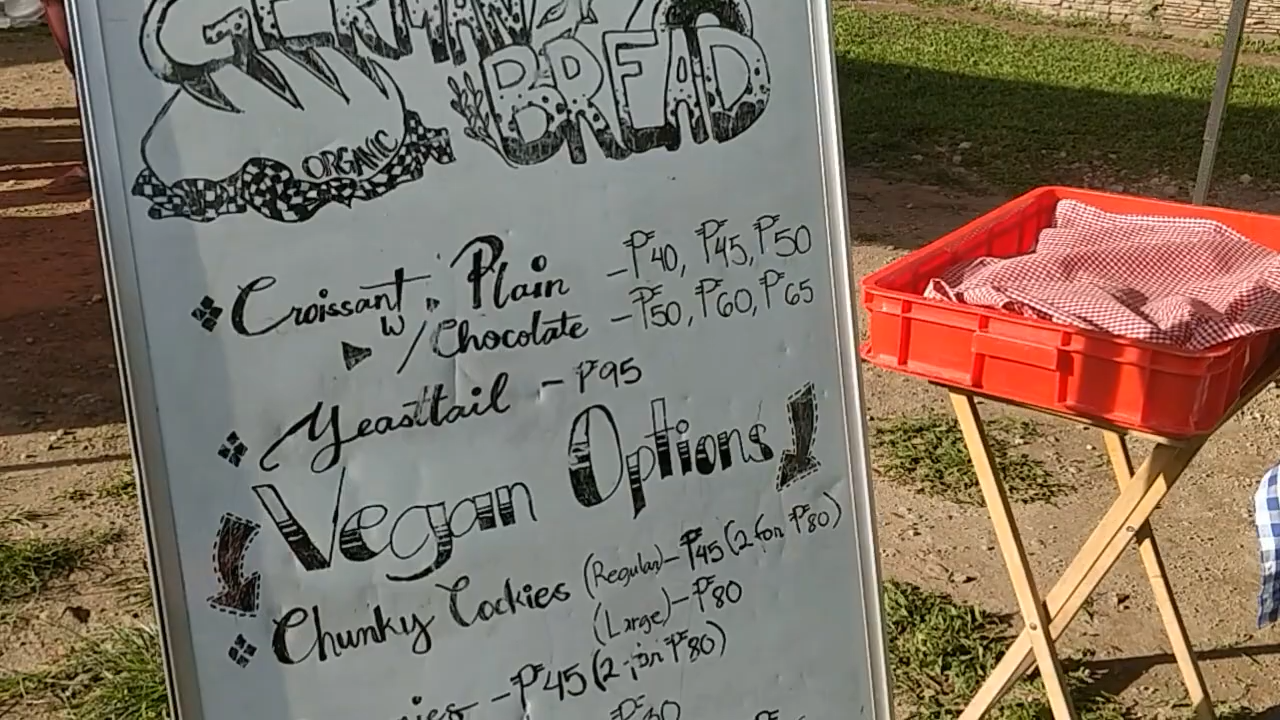 GERMAN
BREAD
ORGANIC
Croissant, Plain - ₱40, ₱45, ₱50
w/Chocolate - ₱50, ₱60, ₱65
Yeasttail - ₱95
Vegan Options
Chunky Cookies (Regular) - ₱45 (2 for ₱80)
(Large) - ₱80
- ₱45 (2 for ₱80)